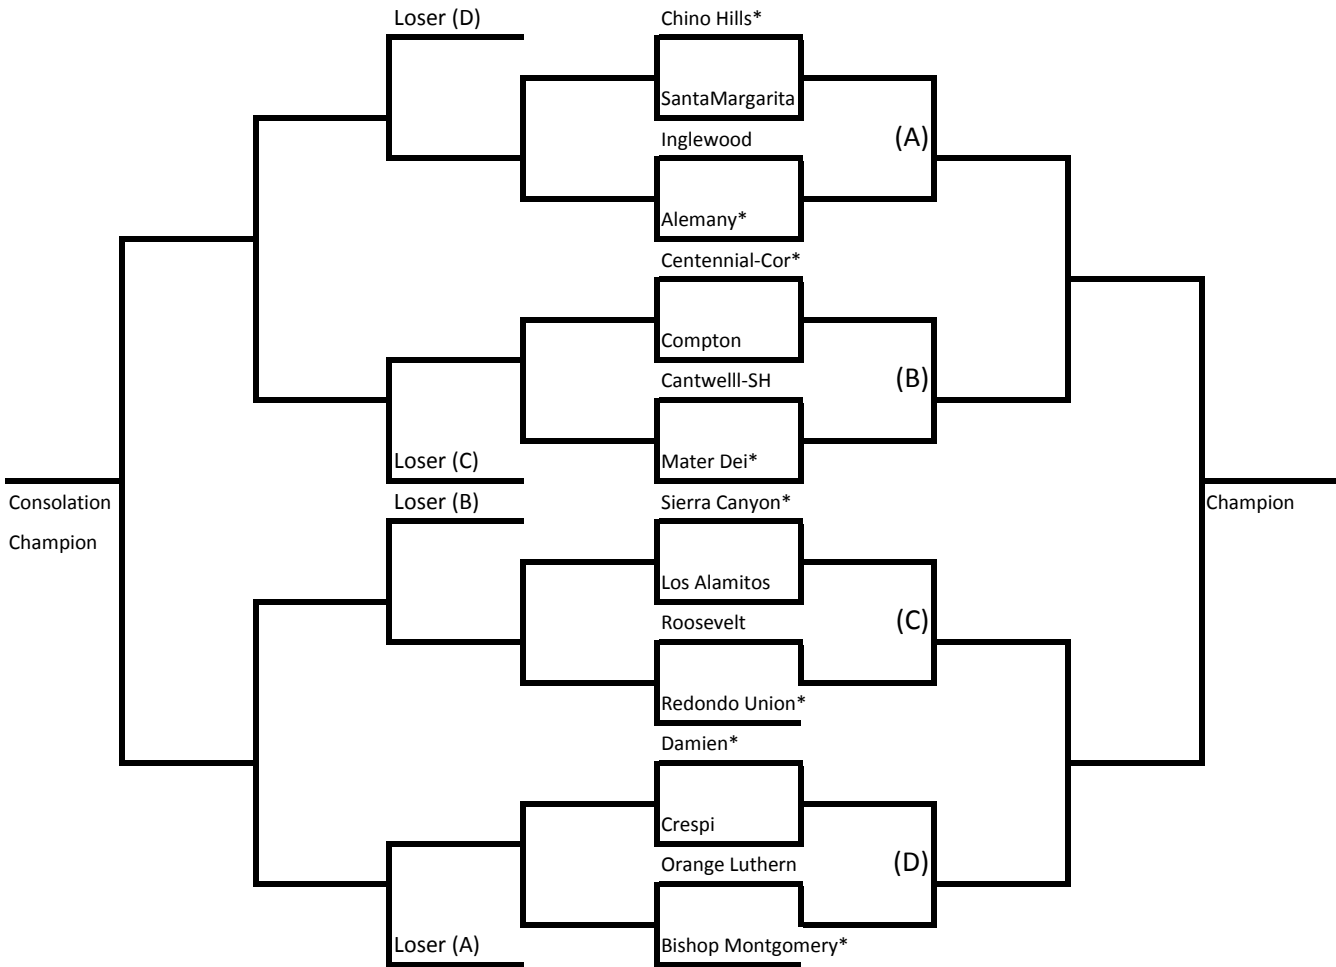 Loser (D)
Chino Hills*
SantaMargarita
(A)
Inglewood
Alemany*
Centennial-Cor*
Compton
(B)
Cantwelll-SH
Loser (C)
Mater Dei*
Consolation
Champion
Loser (B)
Sierra Canyon*
Champion
Los Alamitos
(C)
Roosevelt
Redondo Union*
Damien*
Crespi
(D)
Orange Luthern
Loser (A)
Bishop Montgomery*